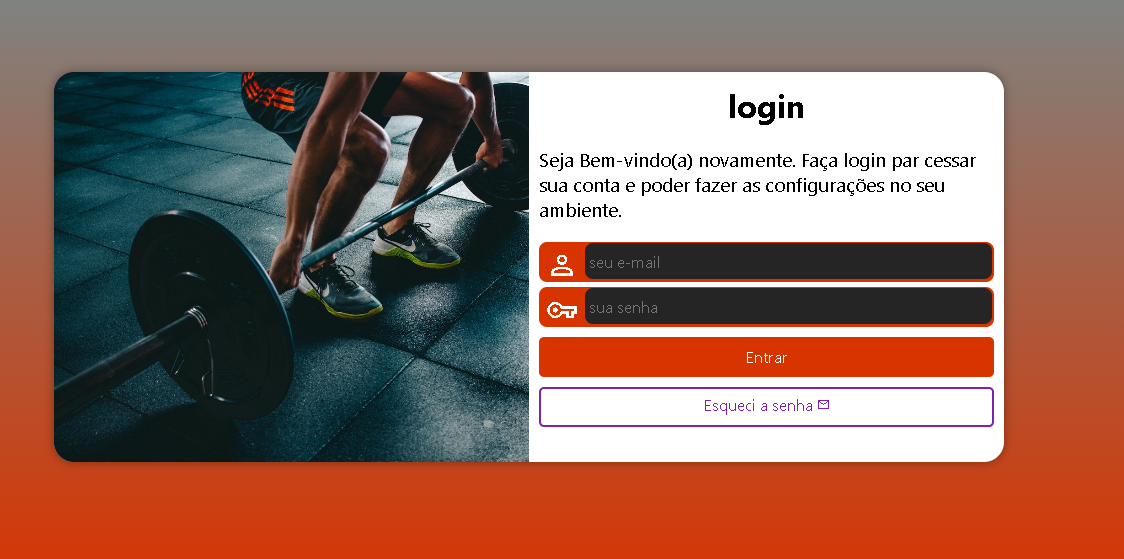 login
Seja Bem-vindo(a) novamente. Faça login par cessar
sua conta e poder fazer as configurações no seu
ambiente.
seu e-mail
sua senha
Entrar
Esqueci a senha